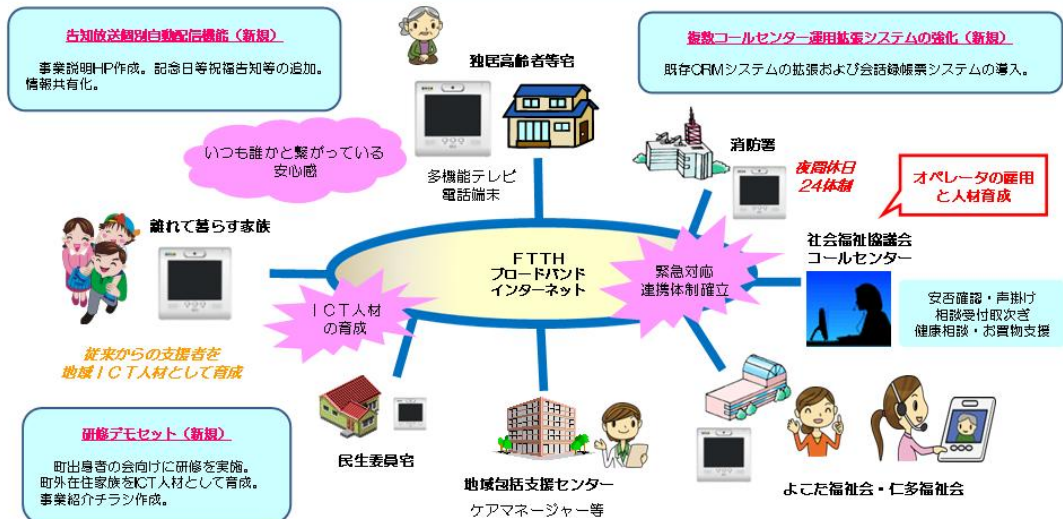 告知放送個別自動配信機能（新規）
事業説明HP作成。記念日等祝福告知等の追加。
情報共有化。
複数コールセンター運用拡張システムの強化（新規）
既存CRMシステムの拡張および会話録帳票システムの導入。
独居高齢者等宅
多機能テレビ
電話端末
いつも誰かと繋がっている
安心感
消防署
夜間休日
24体制
オペレータの雇用
と人材育成
離れて暮らす家族
社会福祉協議会
コールセンター
ＦＴＴＨ
ブロードバンド
インターネット
緊急対応
連携体制確立
ＩＣＴ人材
の育成
安否確認・声掛け
相談受付取次ぎ
健康相談・お買物支援
従来からの支援者を
地域ＩＣＴ人材として育成
研修デモセット（新規）
町出身者の会向けに研修を実施。
町外在住家族をICT人材として育成。
事業紹介チラシ作成。
民生委員宅
地域包括支援センター
ケアマネージャー等
よこた福祉会・仁多福祉会